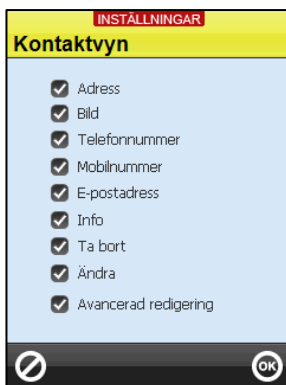 INSTÄLLNINGAR
Kontaktvyn
Adress
Bild
Telefonnummer
Mobilnummer
E-postadress
Info
Ta bort
Ändra
Avancerad redigering
OK